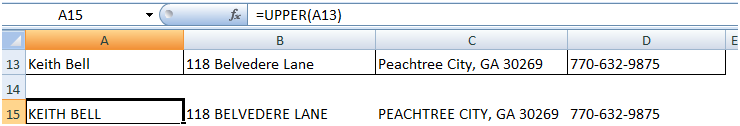 A15 fx =UPPER(A13)
A B C D E
13 Keith Bell 118 Belvedere Lane Peachtree City, GA 30269 770-632-9875
14
15 KEITH BELL 118 BELVEDERE LANE PEACHTREE CITY, GA 30269 770-632-9875